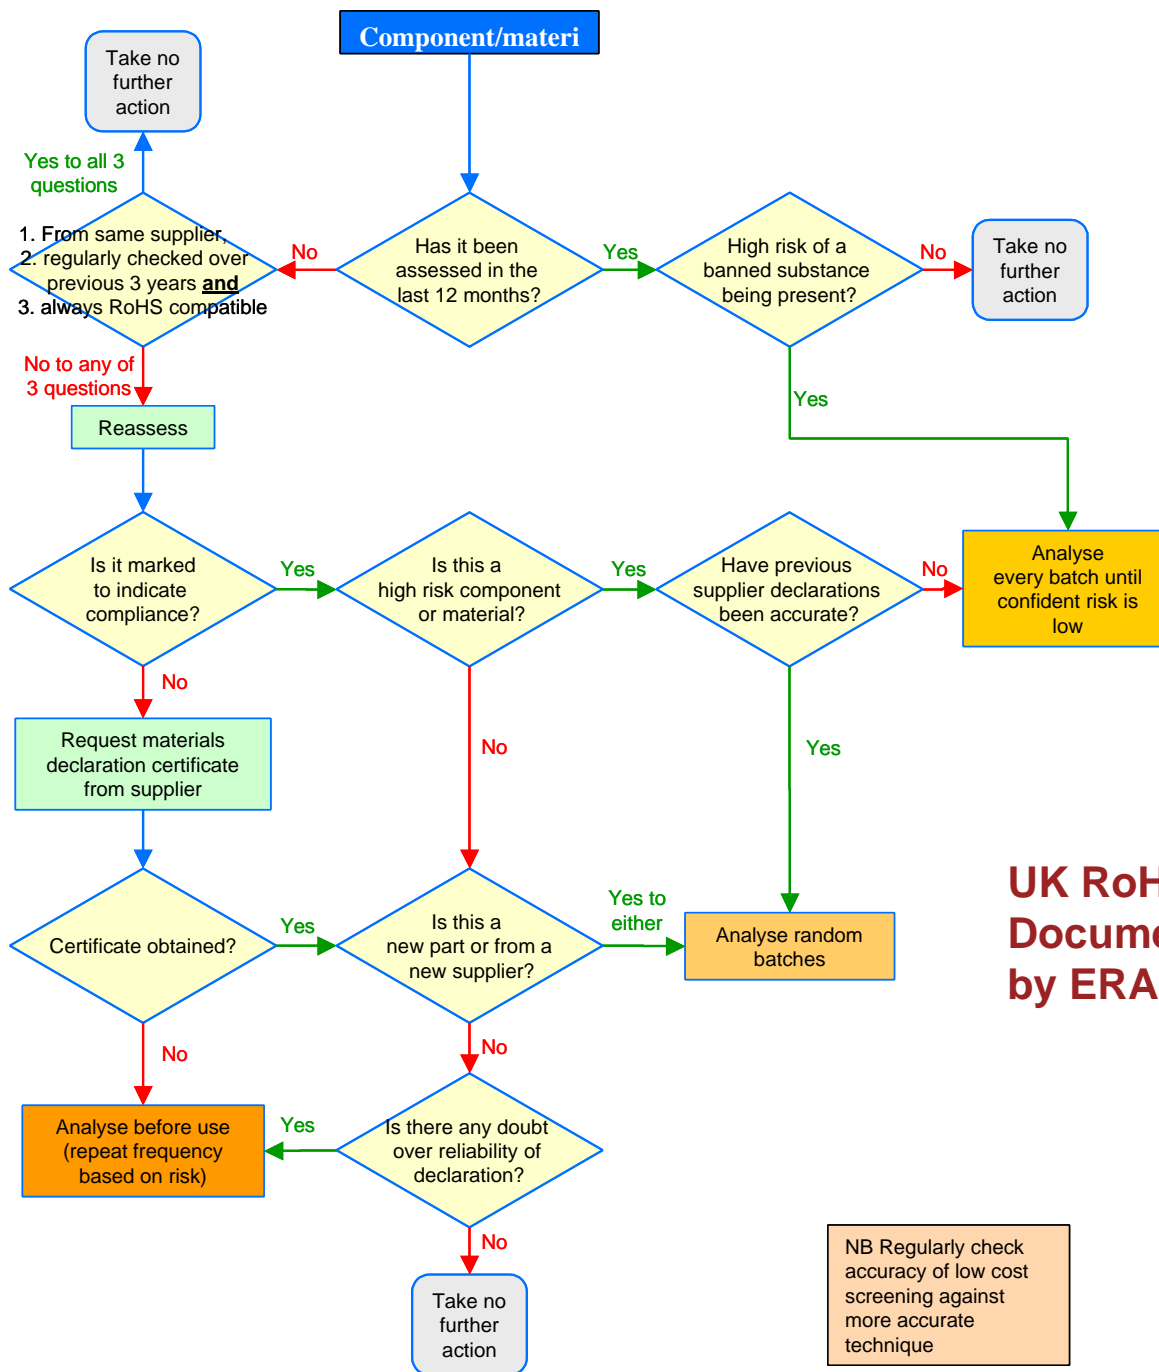 Component/materi
Take no
further
action
Yes to all 3
questions
1. From same supplier,
2. regularly checked over
previous 3 years and
3. always RoHS compatible
No
Has it been
assessed in the
last 12 months?
Yes
High risk of a
banned substance
being present?
No
Take no
further
action
No to any of
3 questions
Yes
Reassess
Is it marked
to indicate
compliance?
Yes
Is this a
high risk component
or material?
Yes
Have previous
supplier declarations
been accurate?
No
Analyse
every batch until
confident risk is
low
No
Request materials
declaration certificate
from supplier
No
Yes
Certificate obtained?
Yes
Is this a
new part or from a
new supplier?
Yes to
either
Analyse random
batches
UK RoH
Docume
by ERA
No
No
Analyse before use
(repeat frequency
based on risk)
Yes
Is there any doubt
over reliability of
declaration?
No
Take no
further
action
NB Regularly check
accuracy of low cost
screening against
more accurate
technique